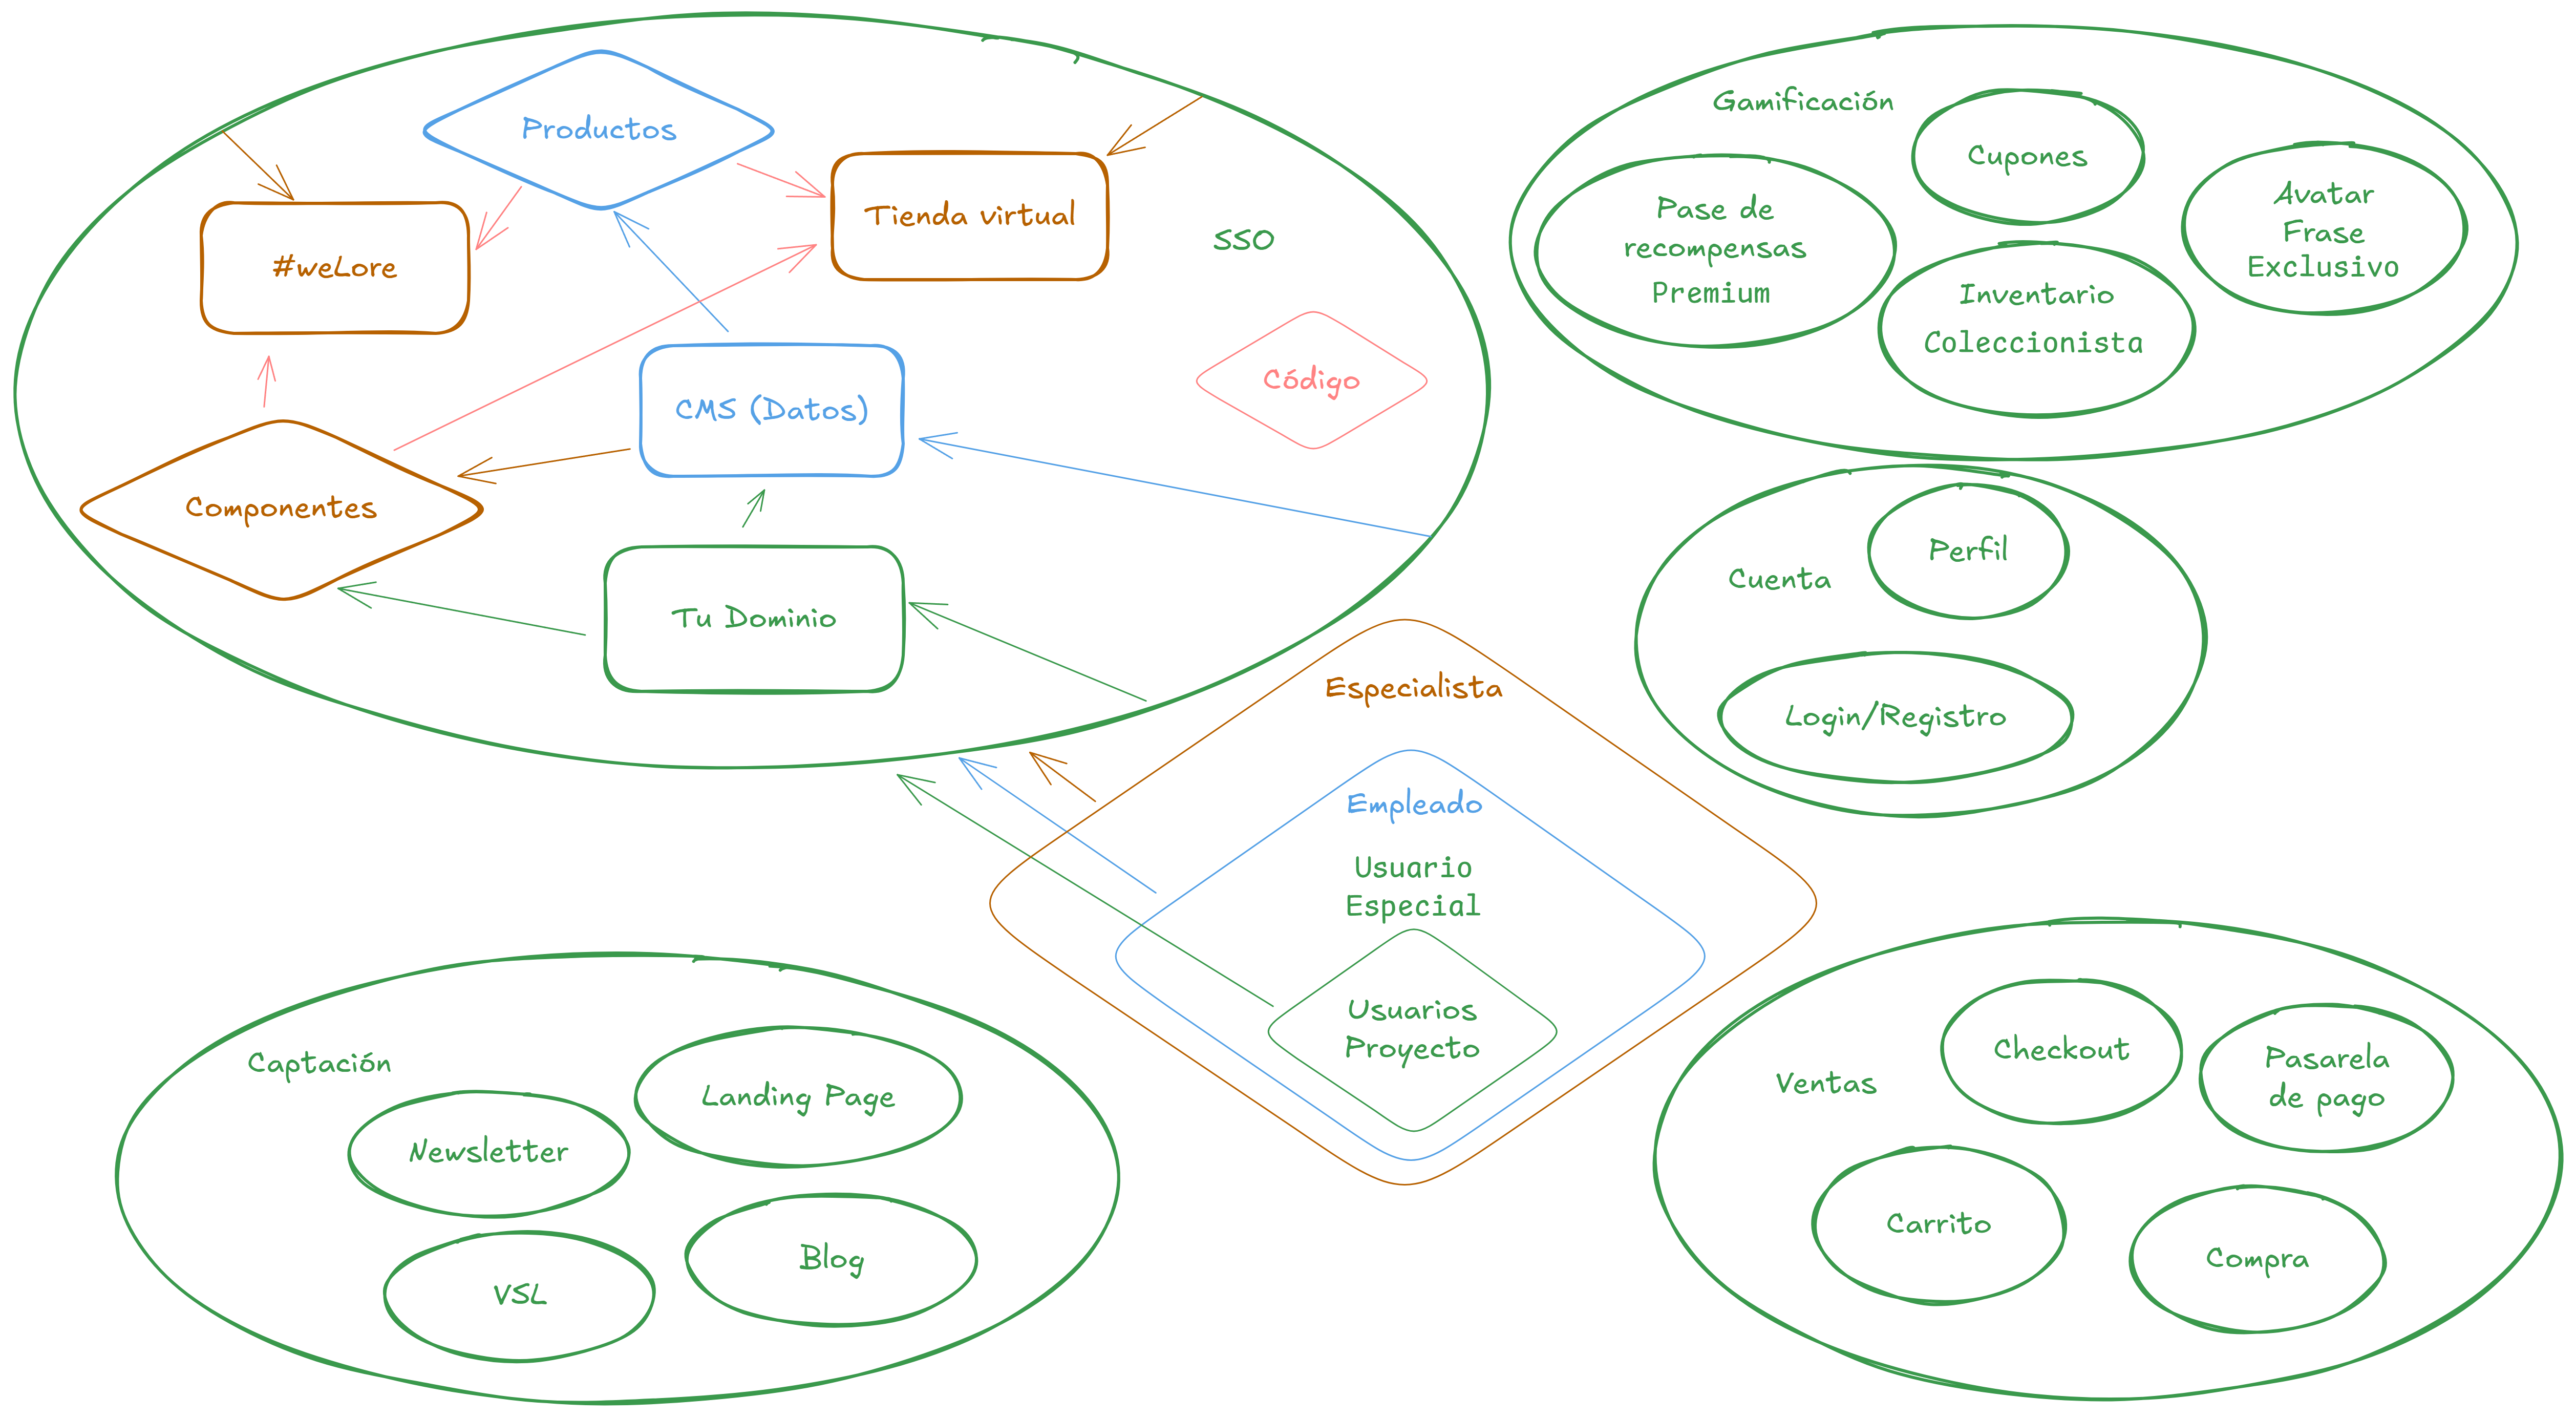 Productos
Tienda virtual
#weLore
SSO
Código
CMS (Datos)
Componentes
Tu Dominio
Gamificación
Cupones
Pase de
recompensas
Premium
Avatar
Frase
Exclusivo
Inventario
Coleccionista
Cuenta
Perfil
Login/Registro
Especialista
Empleado
Usuario
Especial
Usuarios
Proyecto
Captación
Landing Page
Newsletter
Blog
VSL
Ventas
Checkout
Pasarela
de pago
Carrito
Compra